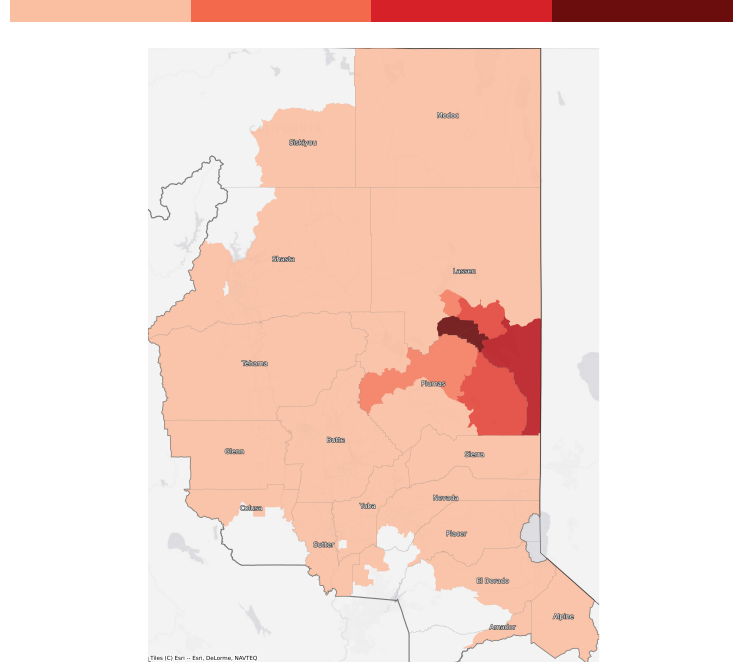 Modoc
Siskiyou
Shasta
Lassen
Tehama
Plumas
Butte
Glenn
Sierra
Nevada
Yuba
Colusa
Placer
Sutter
El Dorado
Alpine
Amador
Tiles (C) Esri -- Esri, DeLorme, NAVTEQ